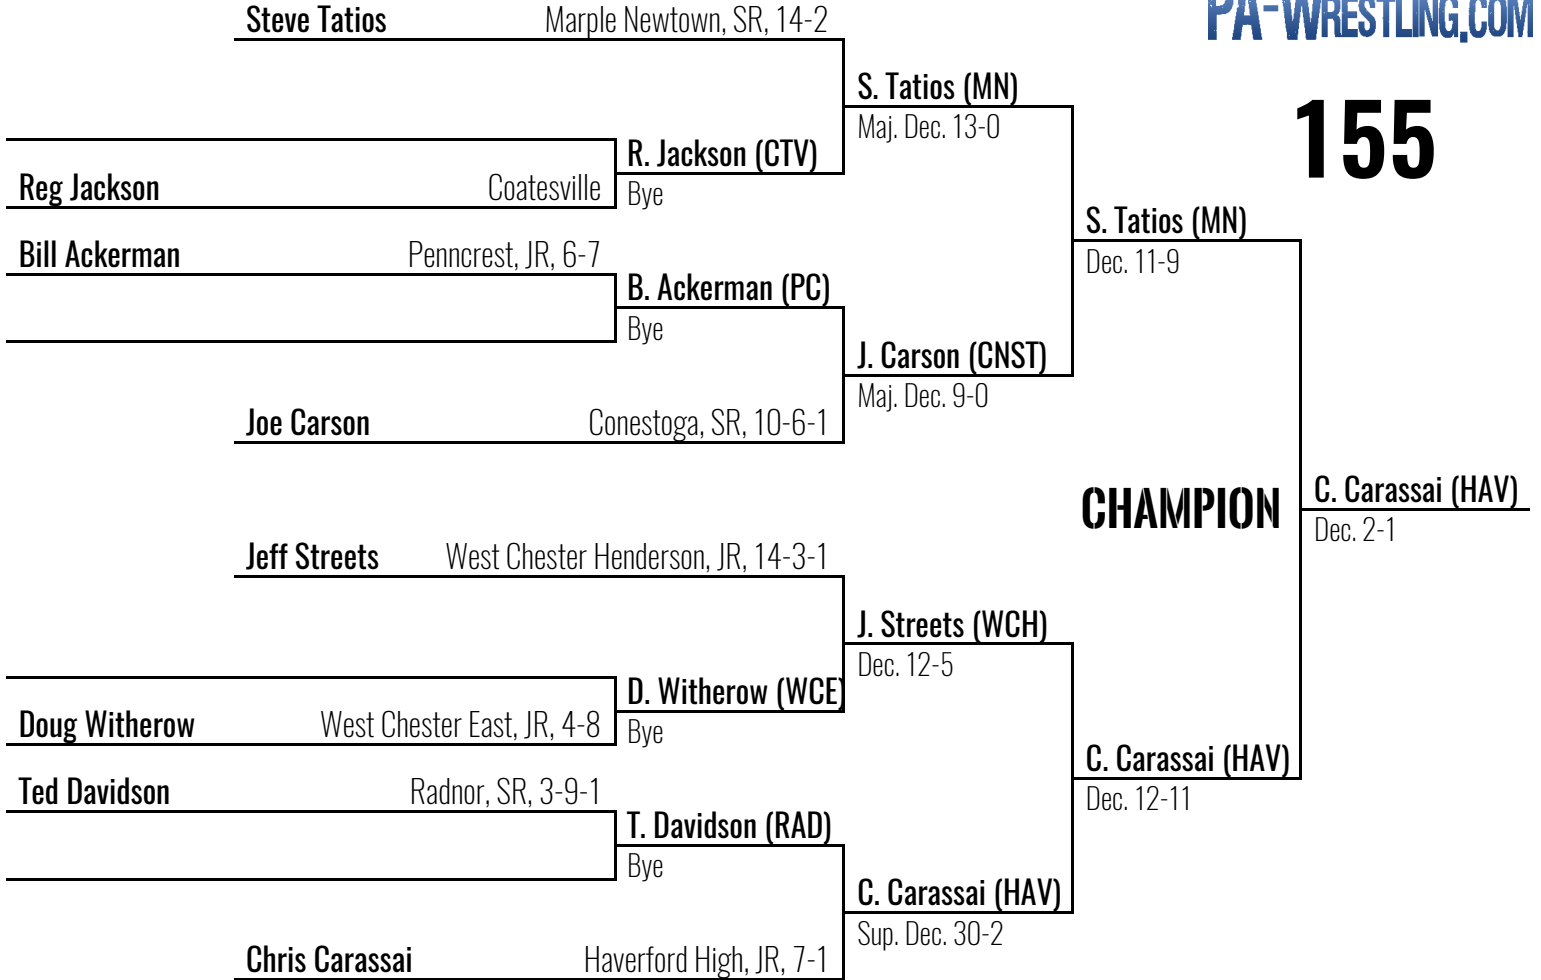 Steve Tatios Marple Newtown, SR, 14-2
PA-WRESTLING.COM
S. Tatios (MN)
Maj. Dec. 13-0
155
R. Jackson (CTV)
Reg Jackson Coatesville
Bye
S. Tatios (MN)
Dec. 11-9
Bill Ackerman Penncrest, JR, 6-7
B. Ackerman (PC)
Bye
J. Carson (CNST)
Maj. Dec. 9-0
Joe Carson Conestoga, SR, 10-6-1
CHAMPION
C. Carassai (HAV)
Dec. 2-1
Jeff Streets West Chester Henderson, JR, 14-3-1
J. Streets (WCH)
Dec. 12-5
D. Witherow (WCE)
Doug Witherow West Chester East, JR, 4-8
Bye
C. Carassai (HAV)
Dec. 12-11
Ted Davidson Radnor, SR, 3-9-1
T. Davidson (RAD)
Bye
C. Carassai (HAV)
Sup. Dec. 30-2
Chris Carassai Haverford High, JR, 7-1